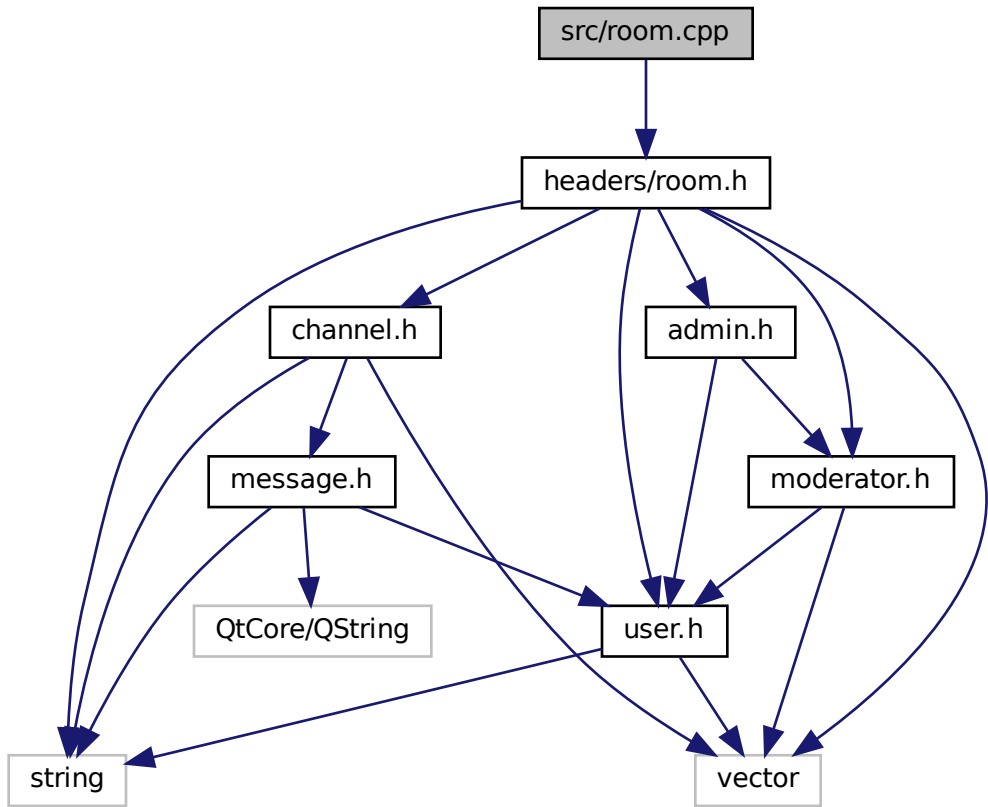 src/room.cpp
headers/room.h
channel.h
admin.h
message.h
moderator.h
QtCore/QString
user.h
string
vector